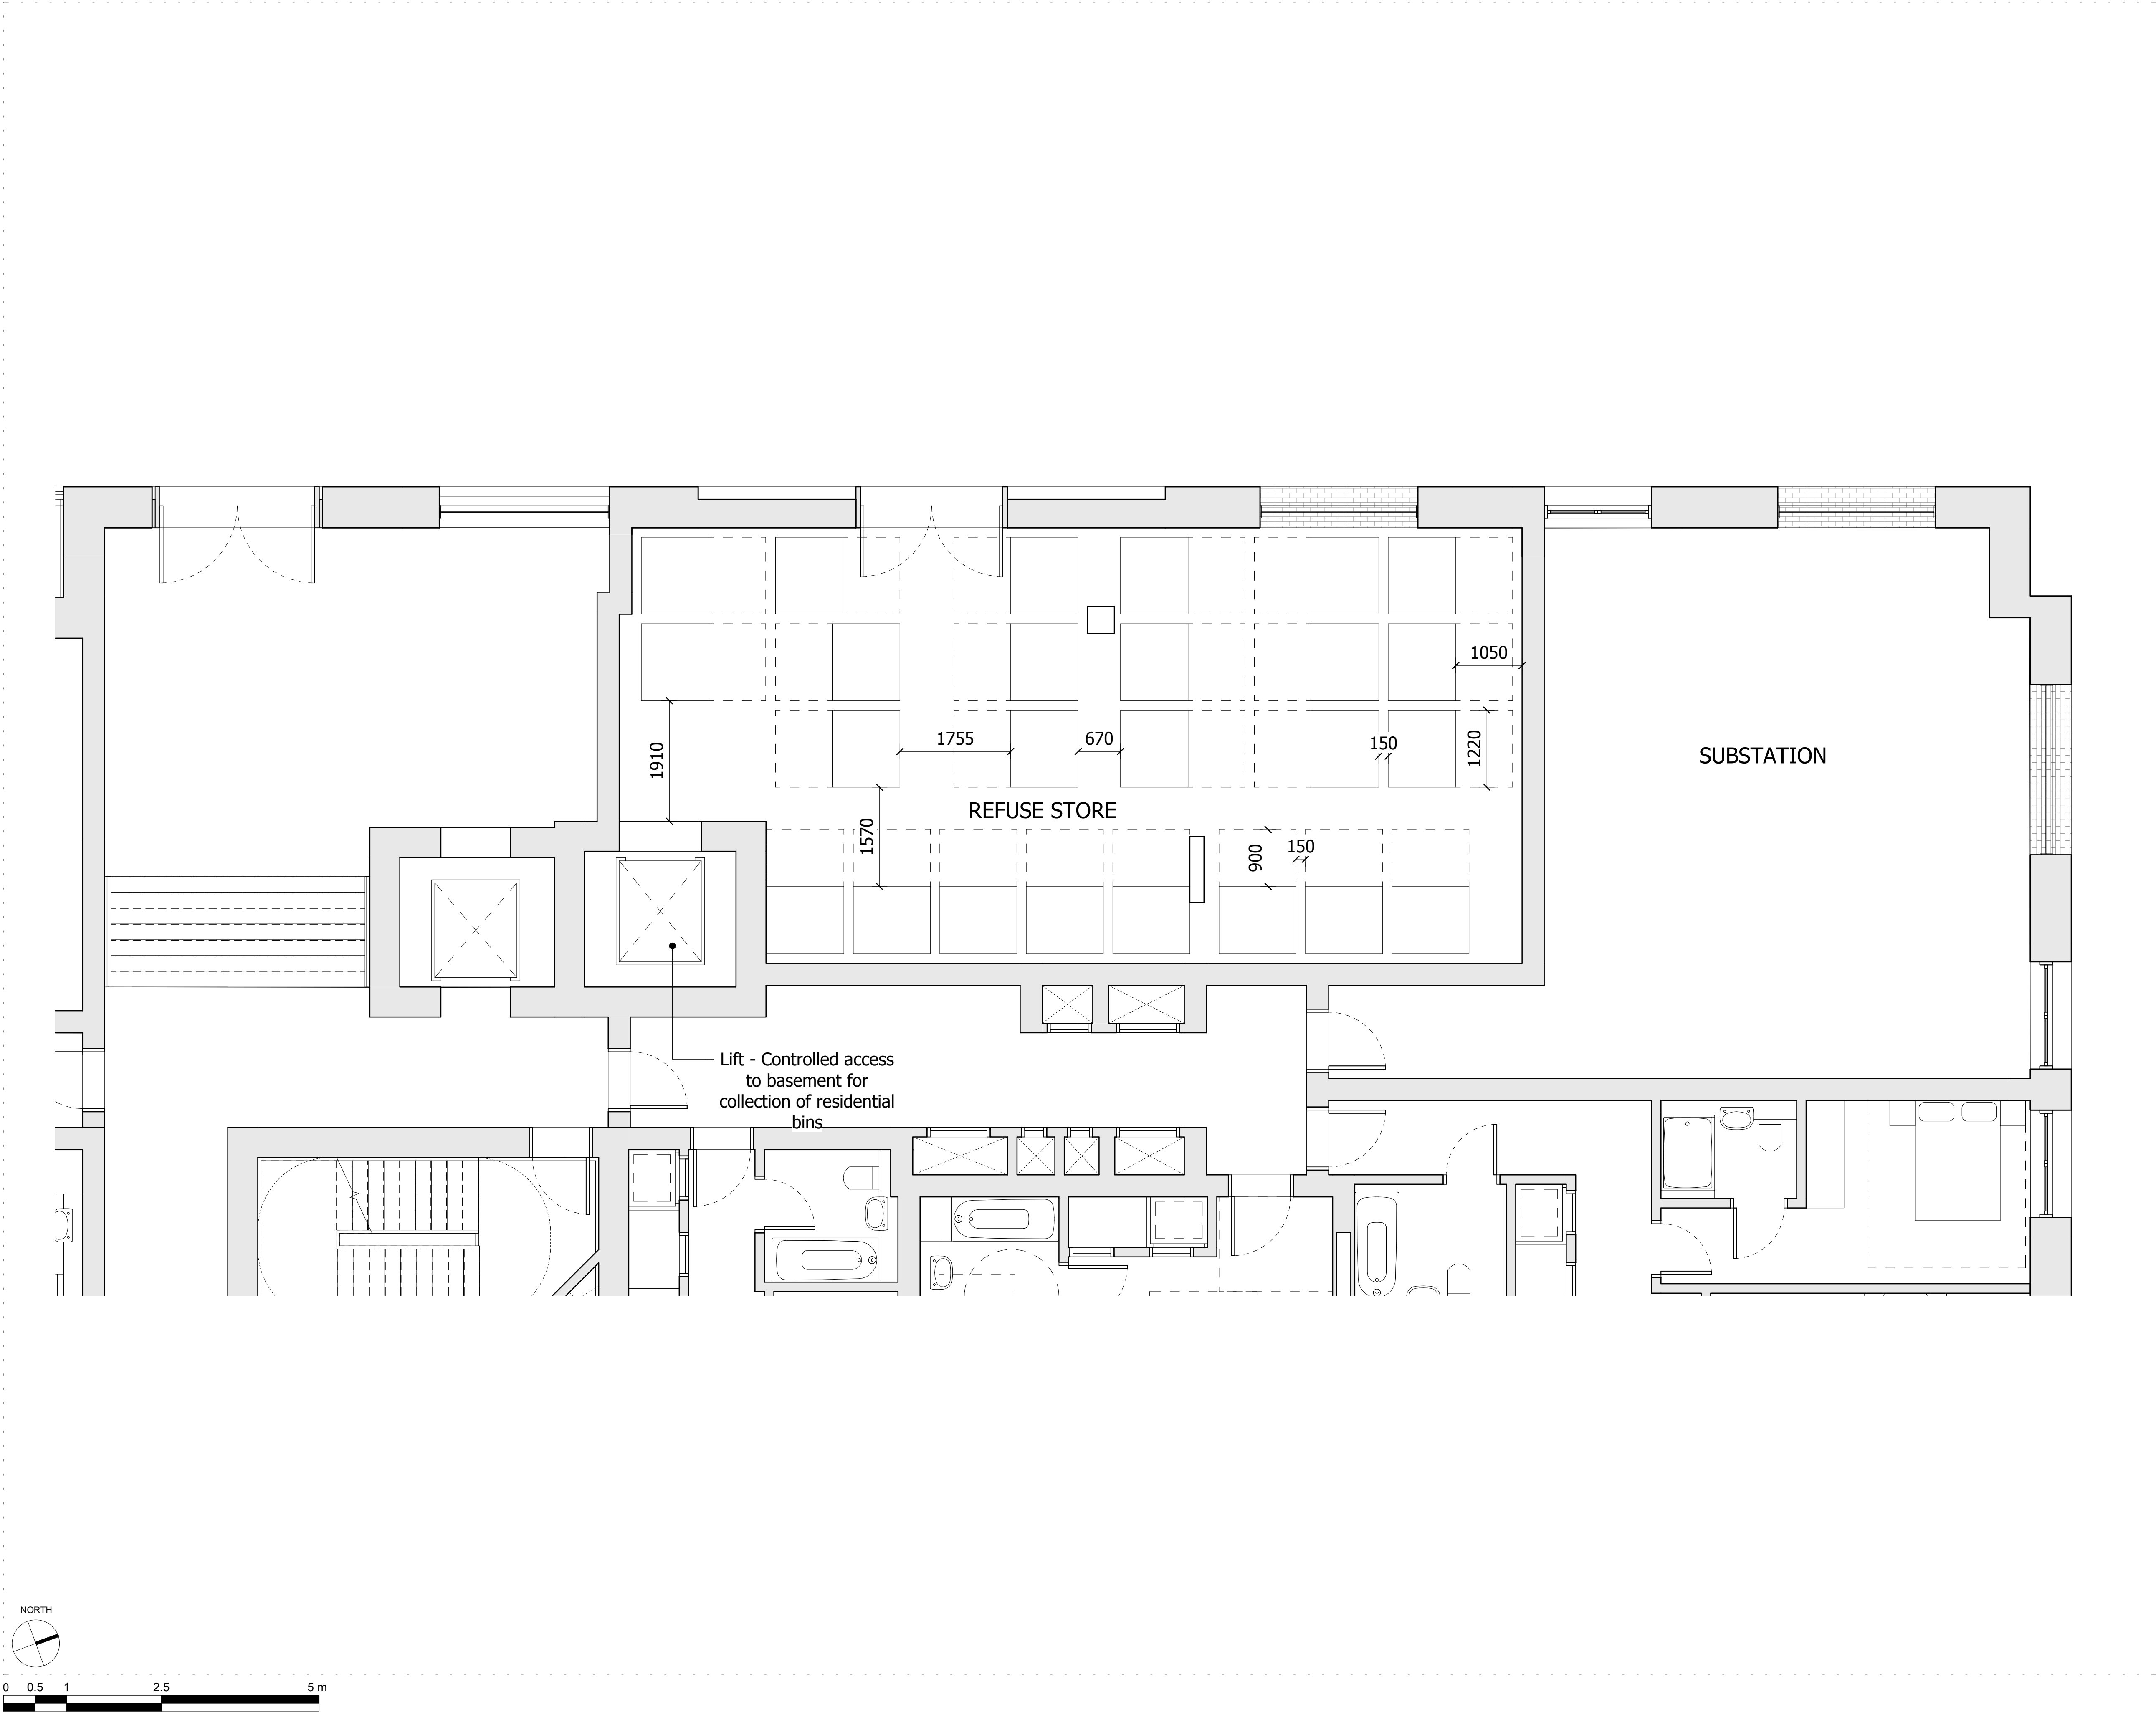 1050
1755
670
150
1220
1910
SUBSTATION
REFUSE STORE
1570
900
150
Lift - Controlled access
to basement for
collection of residential
bins
NORTH
0 0.5 1 2.5 5 m